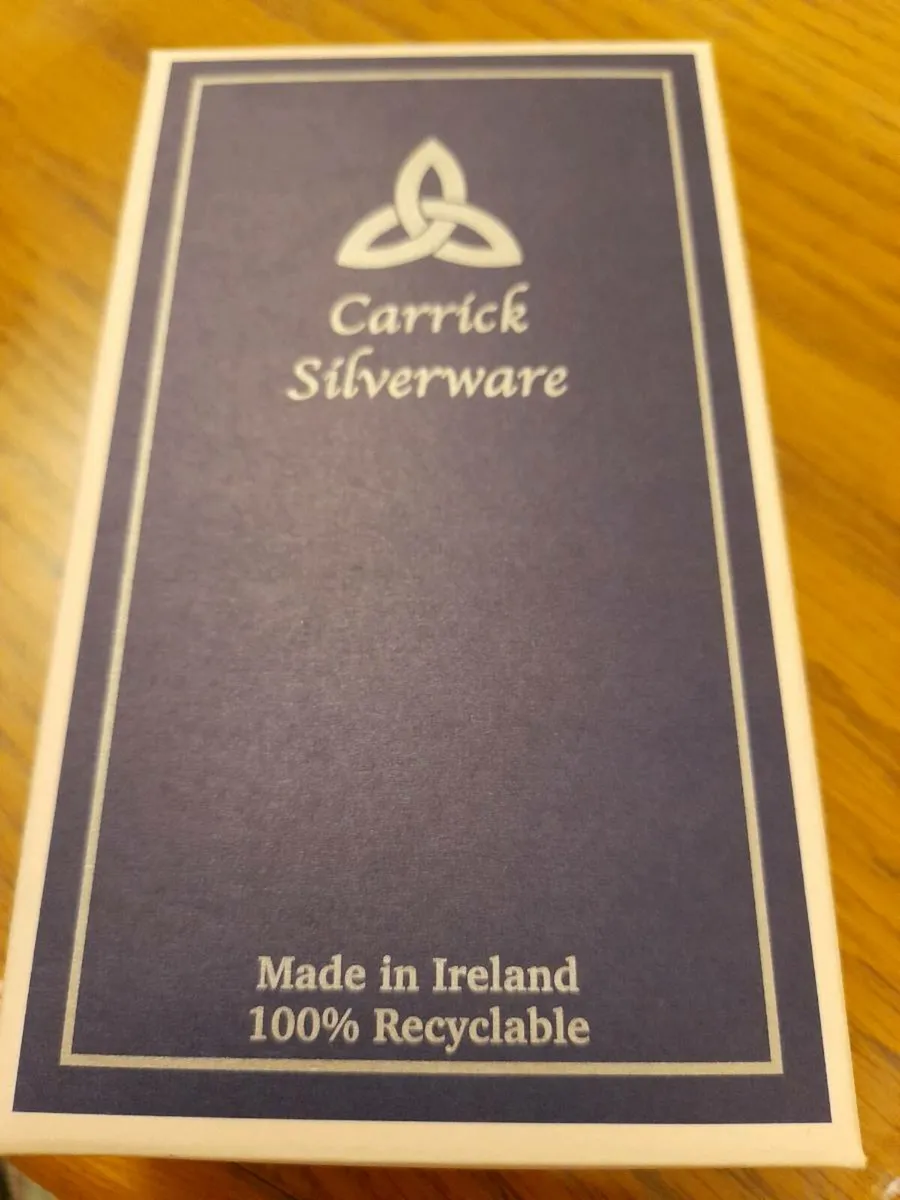 Carrick
Silverware
Made in Ireland
100% Recyclable